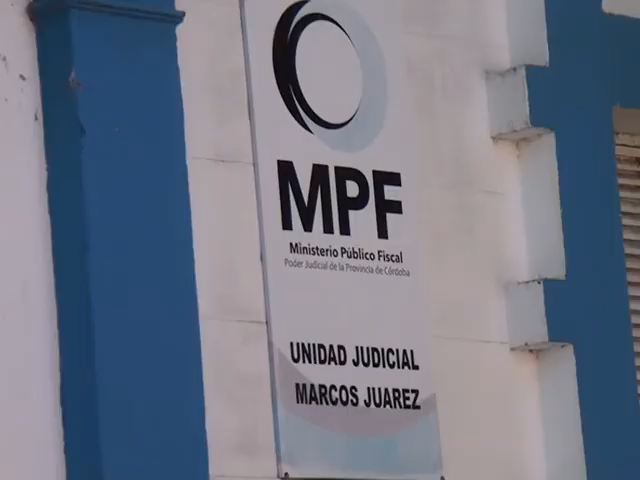 MPF
Ministerio Público Fiscal
Poder Judicial de la Provincia de Córdoba
UNIDAD JUDICIAL
MARCOS JUAREZ